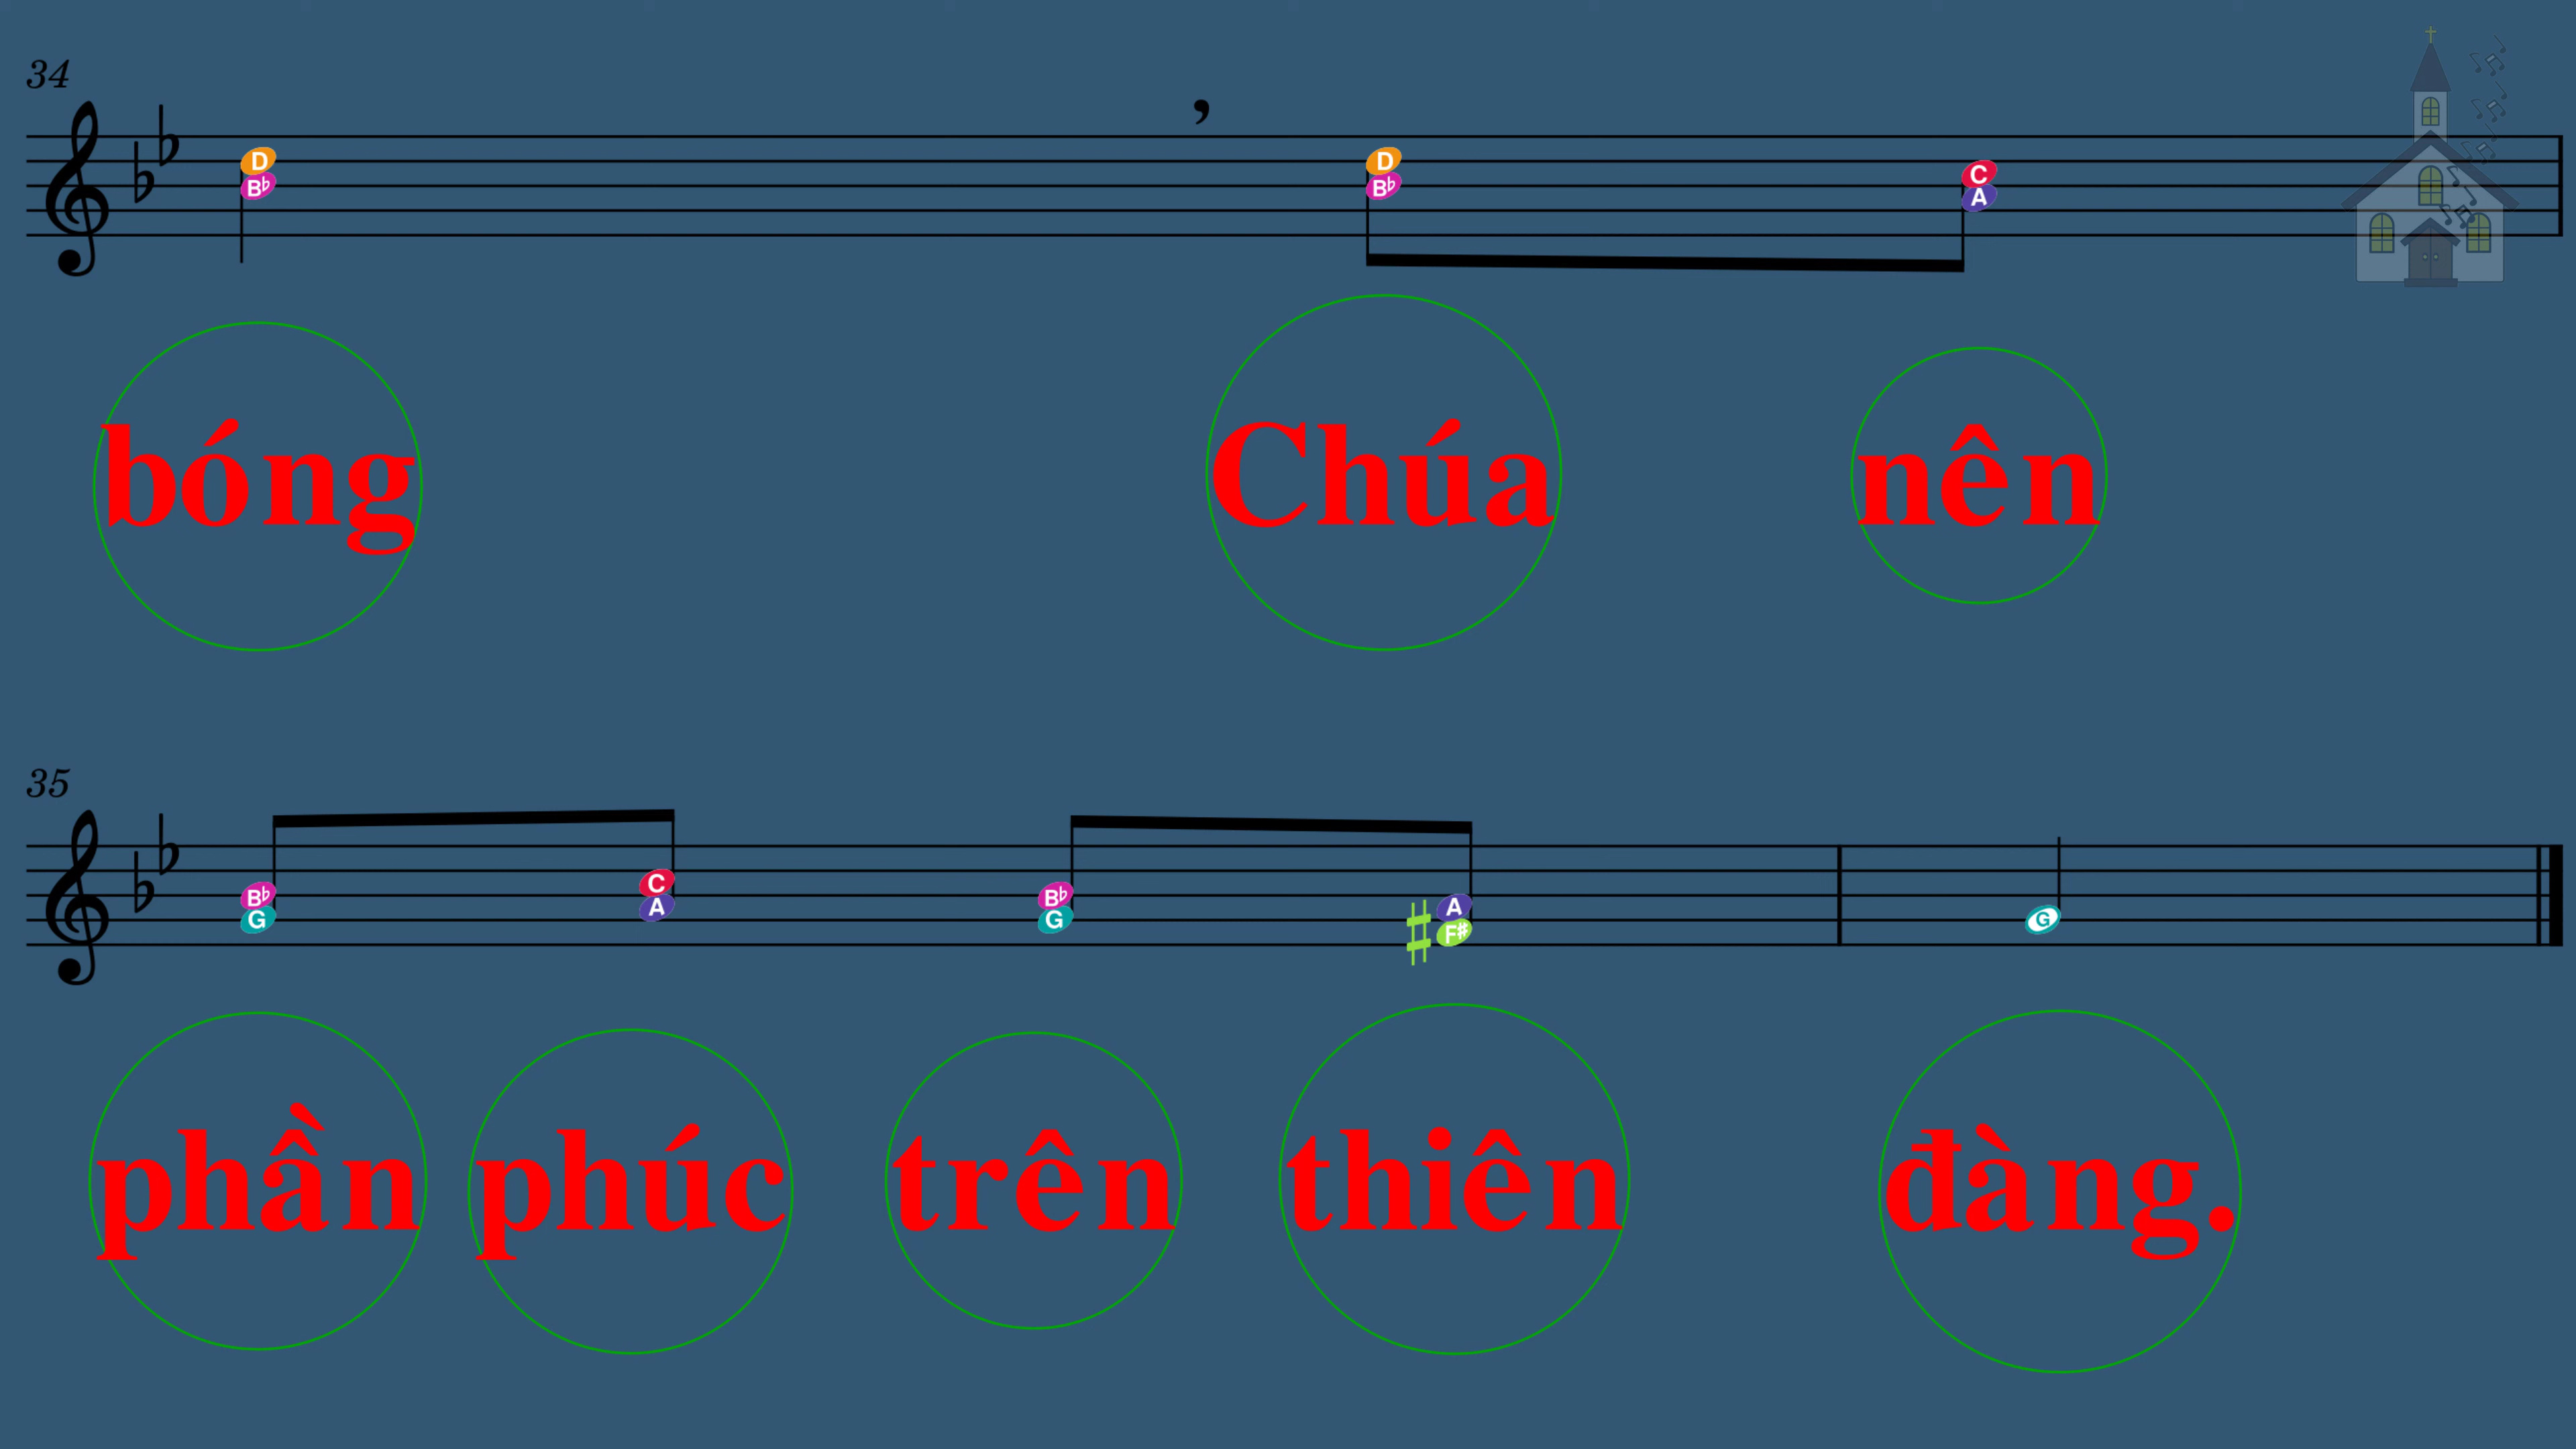 34
D D C
B♭ B♭ A
bóng Chúa nên
35
B♭ C B♭ A
G A G F♯ G
phần phúc trên thiên đàng.